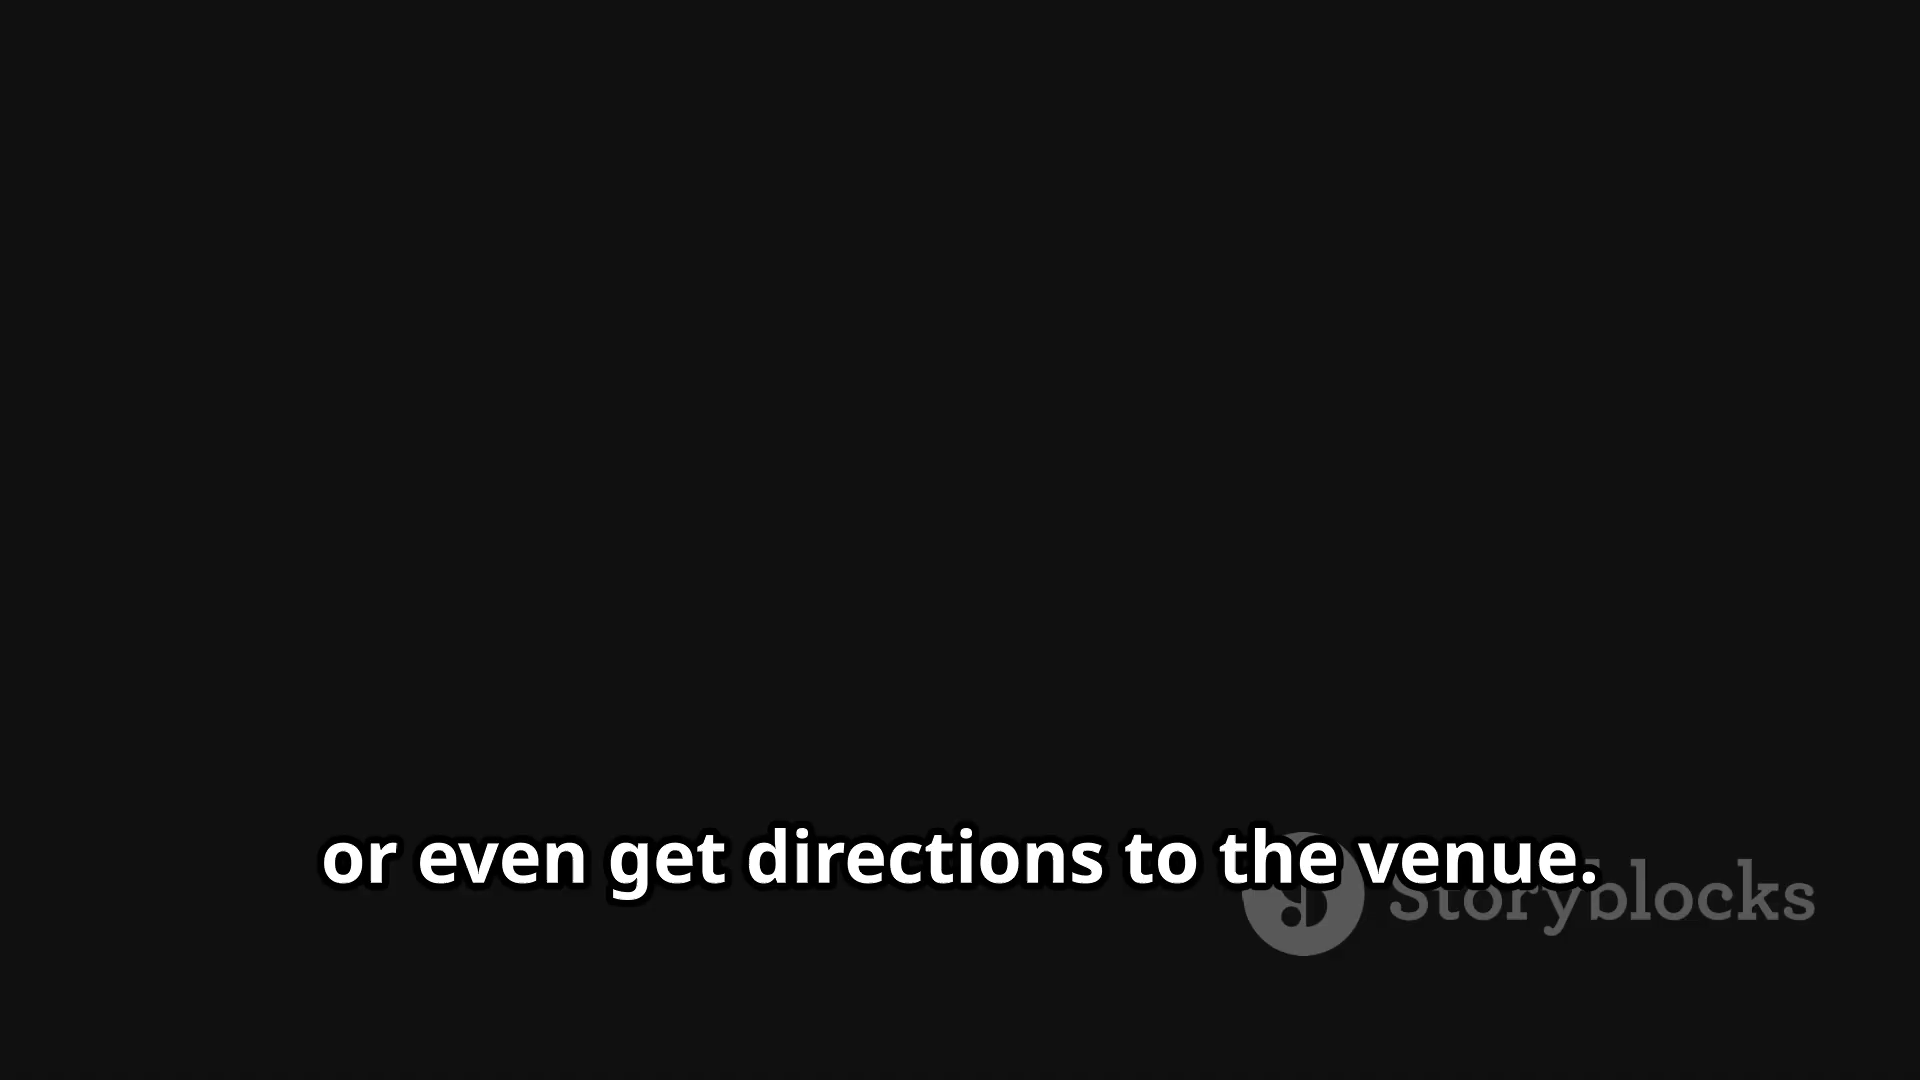 or even get directions to the venue.
Storyblocks